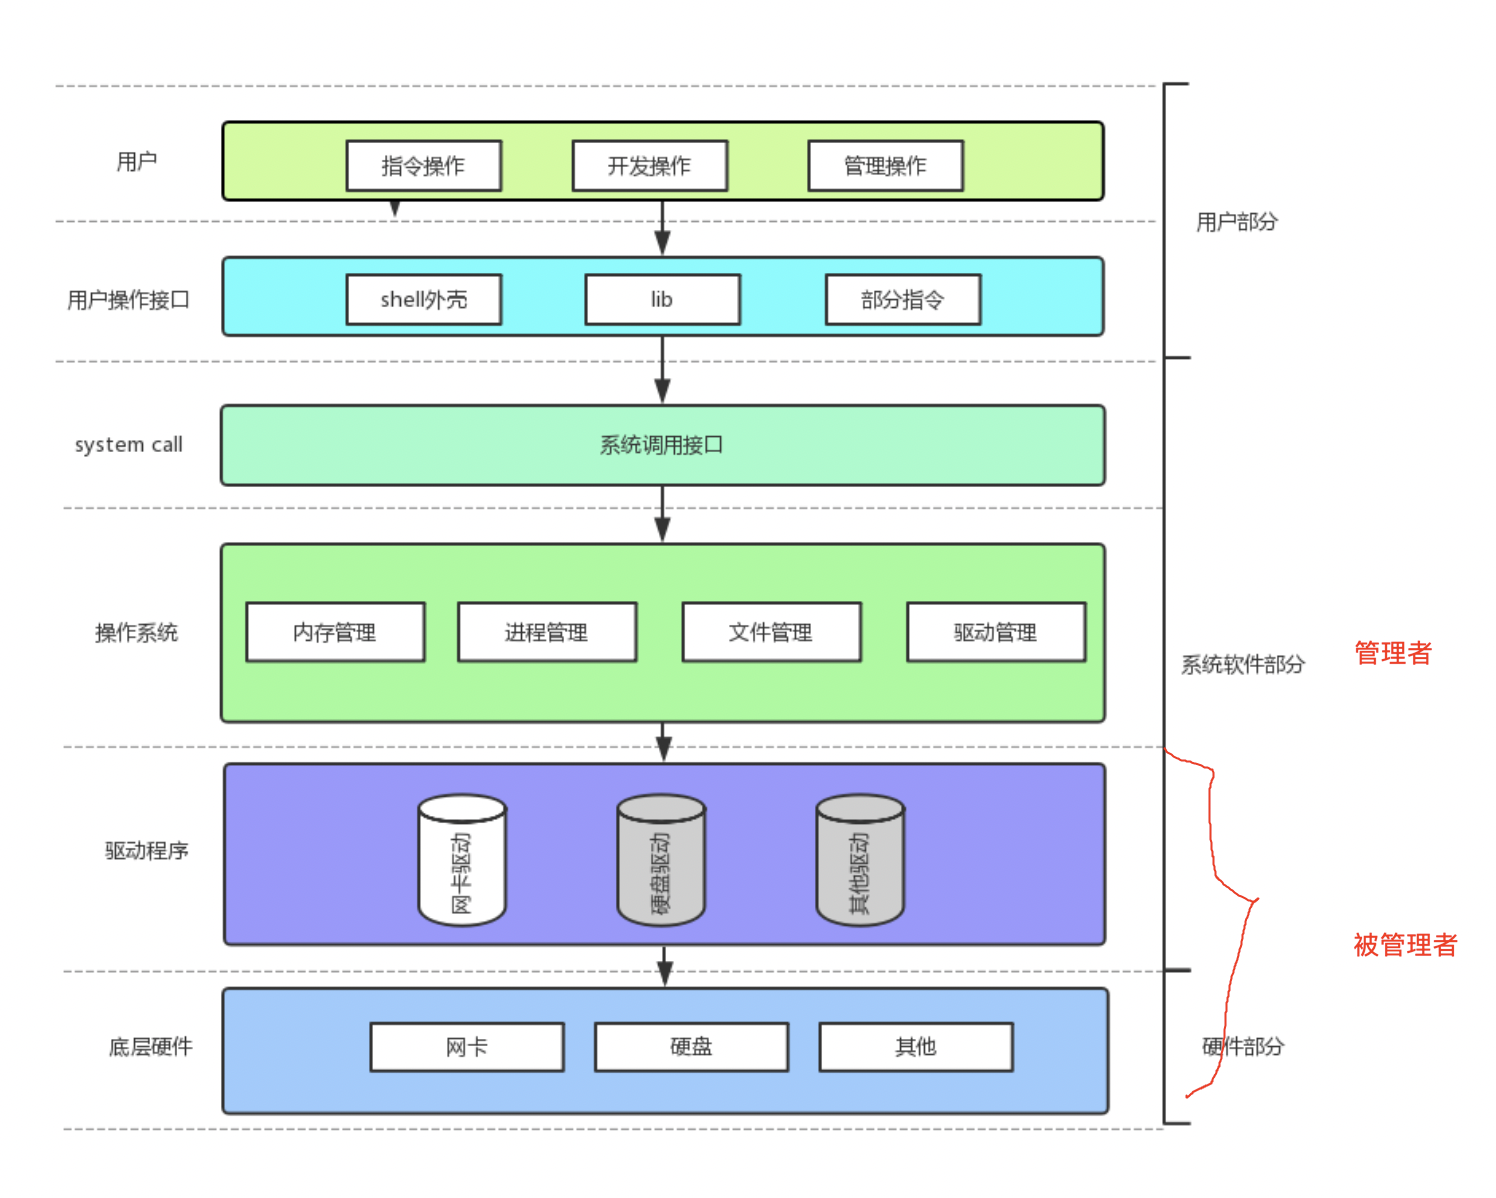 用户
指令操作
开发操作
管理操作
用户部分
用户操作接口
shell外壳
lib
部分指令
system call
系统调用接口
操作系统
内存管理
进程管理
文件管理
驱动管理
系统软件部分
管理者
驱动程序
网卡驱动
硬盘驱动
其他驱动
被管理者
底层硬件
网卡
硬盘
其他
硬件部分